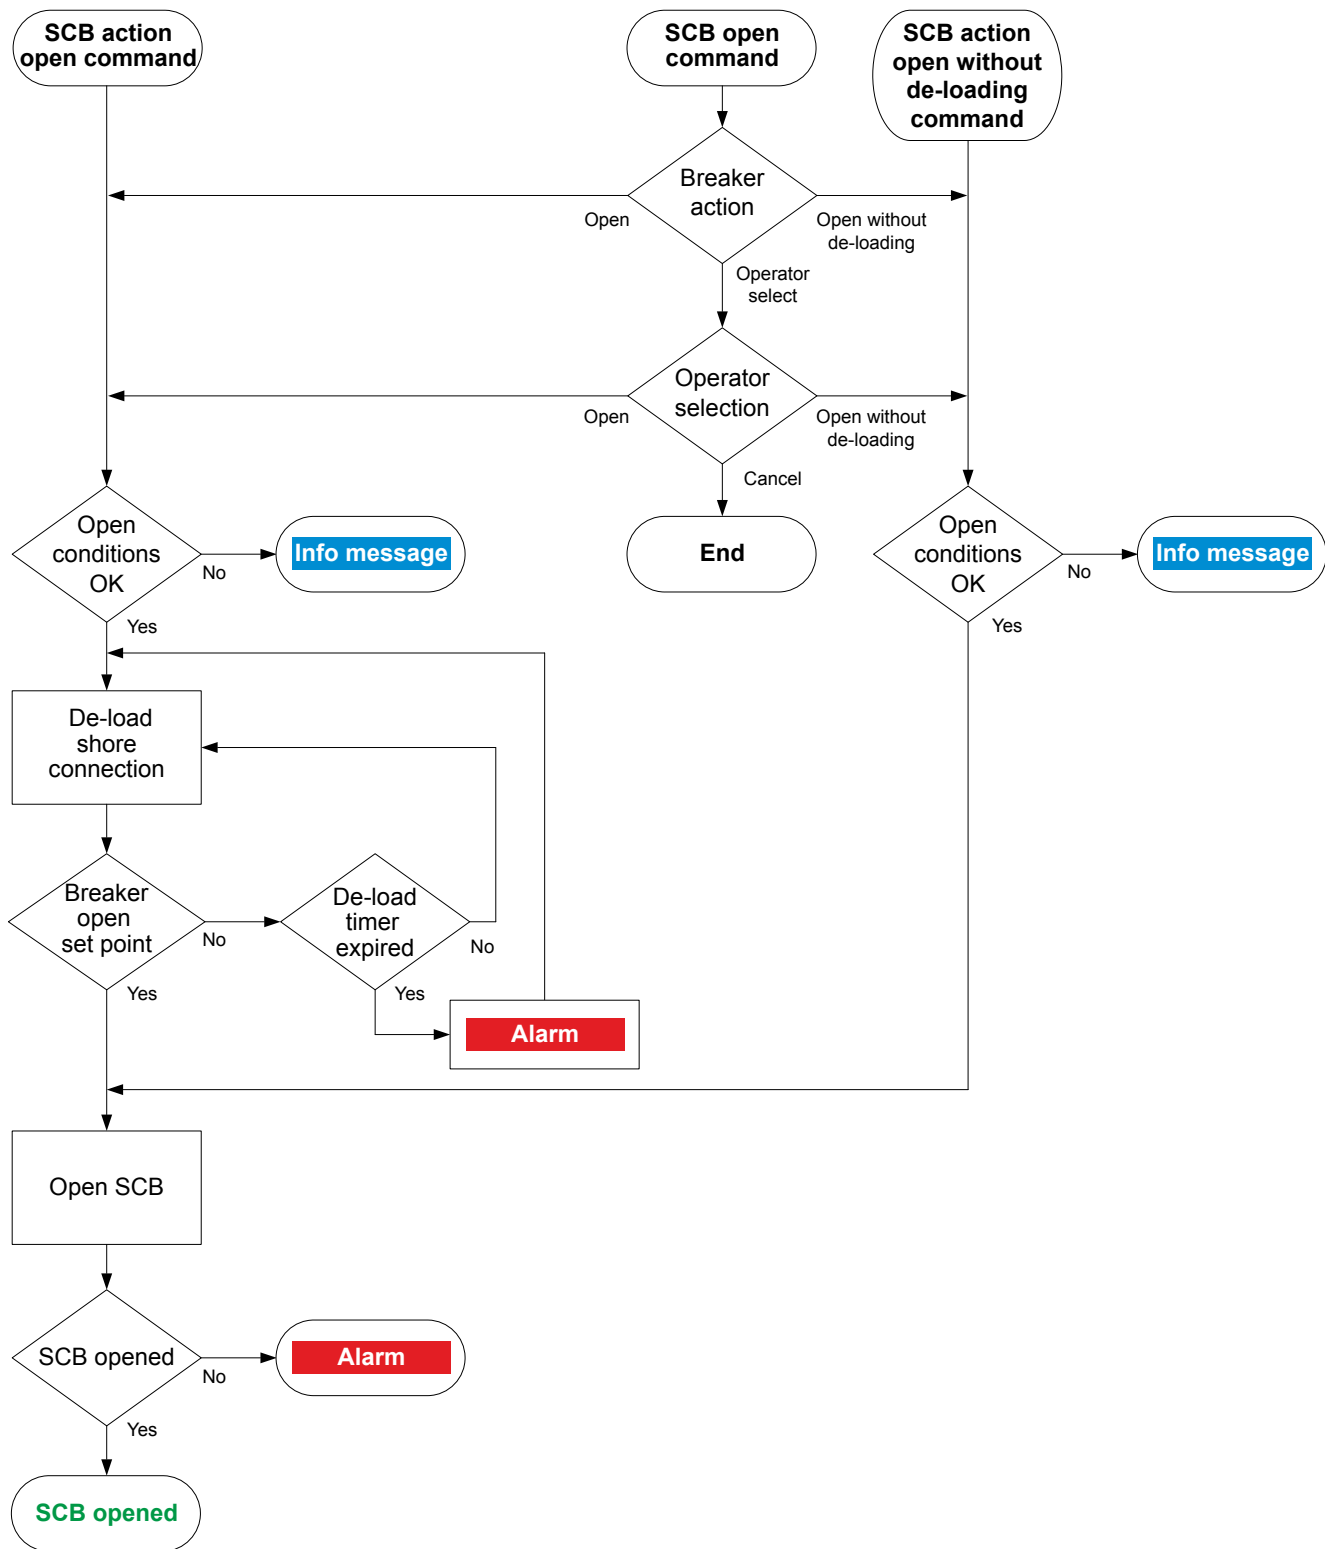 SCB action
open command
SCB open
command
SCB action
open without
de-loading
command
Breaker
action
Open
Open without
de-loading
Operator
select
Operator
selection
Open
Open without
de-loading
Cancel
Open
conditions
OK
No
Info message
Yes
End
Open
conditions
OK
No
Info message
Yes
De-load
shore
connection
Breaker
open
set point
No
Yes
De-load
timer
expired
No
Yes
Alarm
Open SCB
SCB opened
No
Alarm
Yes
SCB opened